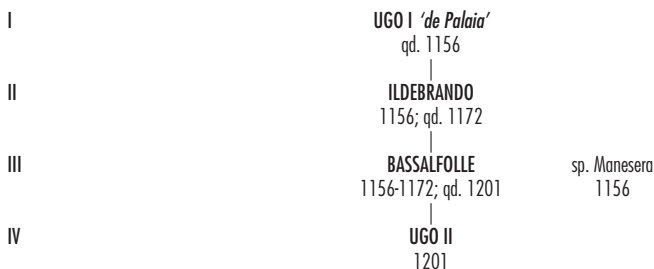 I UGO I ‘de Palaia’
qd. 1156
|
II ILDEBRANDO
1156; qd. 1172
|
III BASSALFOLLE sp. Manesera
1156-1172; qd. 1201 1156
|
IV UGO II
1201